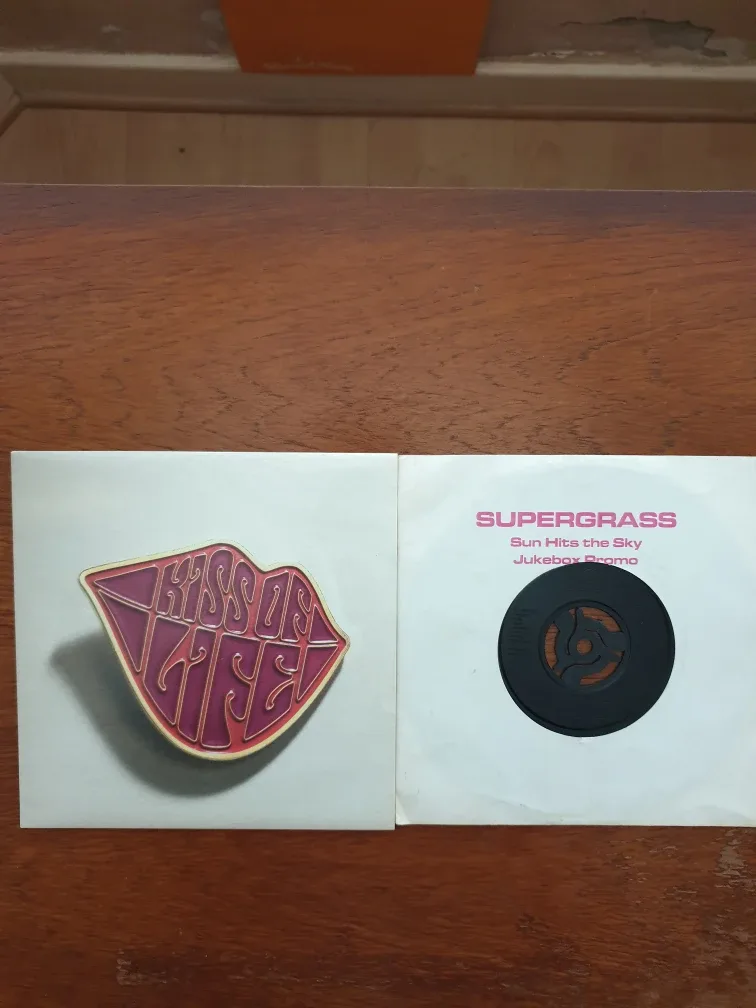 KISS OF
LIFE
SUPERGRASS
Sun Hits the Sky
Jukebox Promo